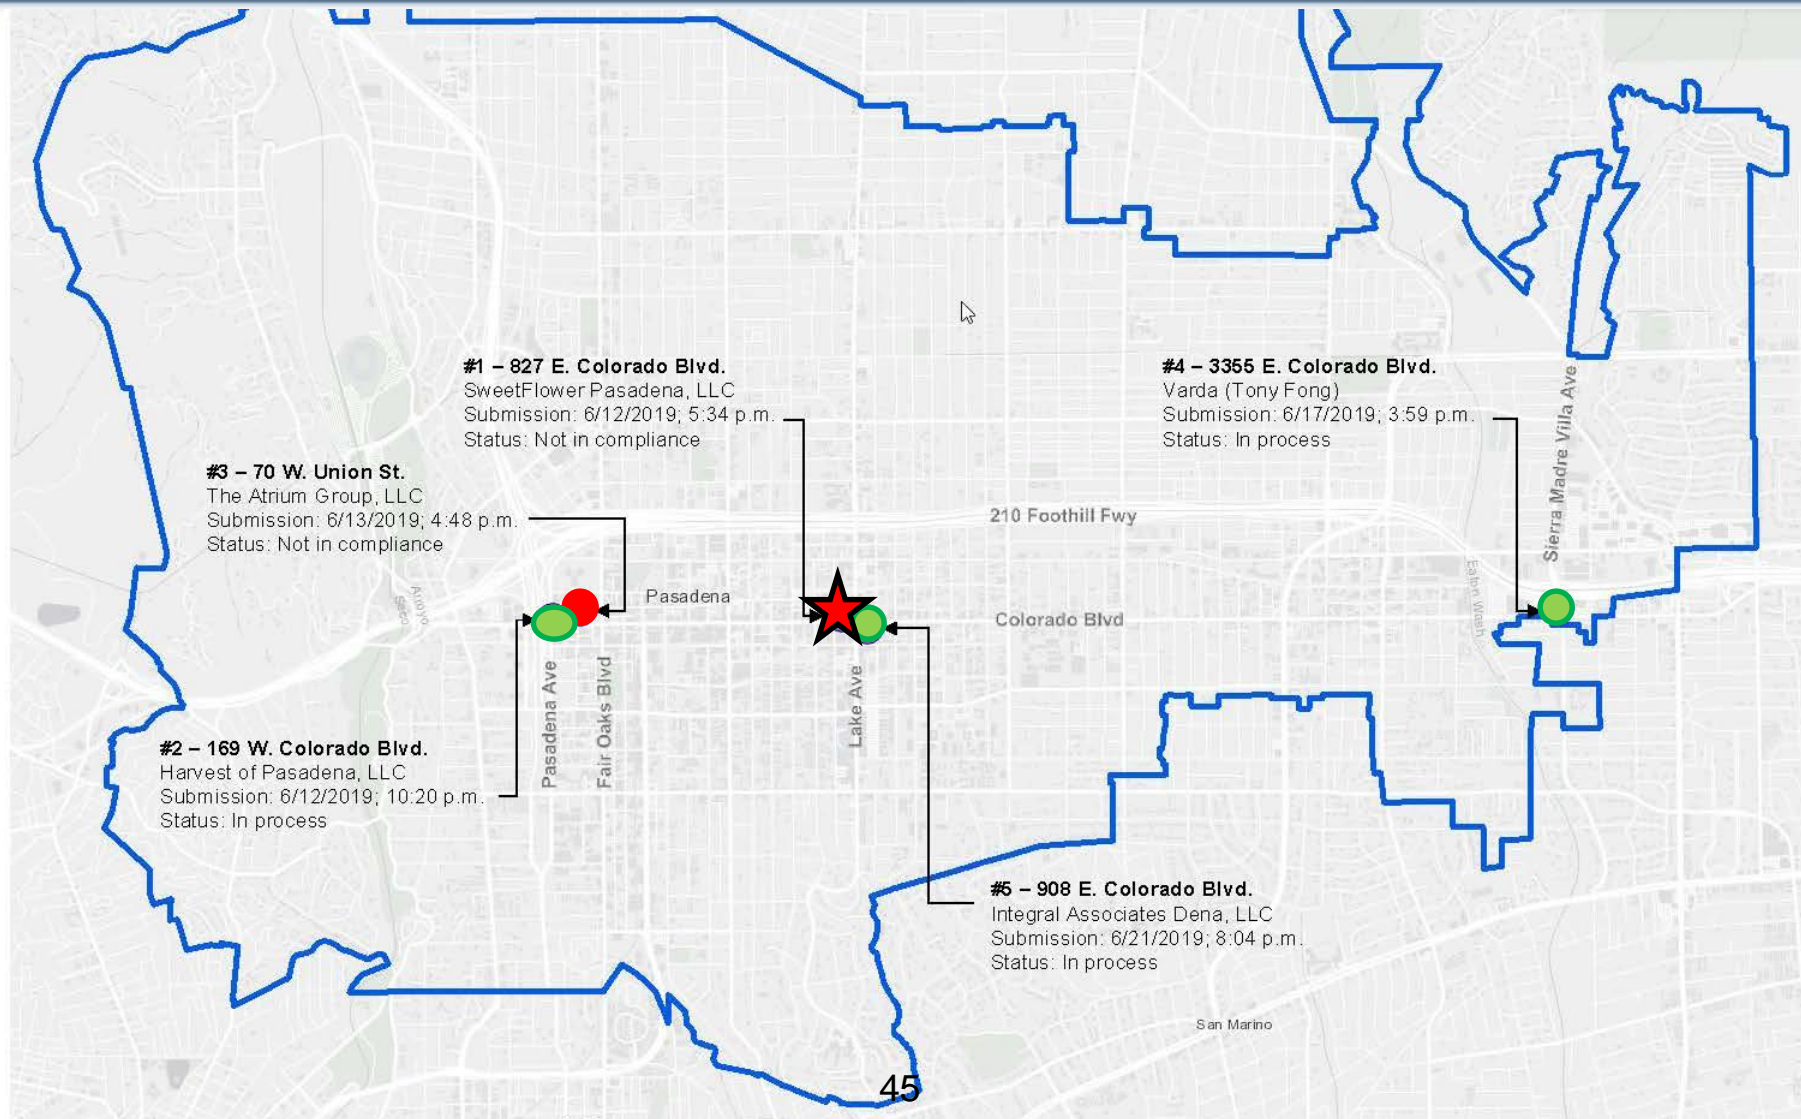 #1 – 827 E. Colorado Blvd.
SweetFlower Pasadena, LLC
Submission: 6/12/2019; 5:34 p.m.
Status: Not in compliance
#4 – 3355 E. Colorado Blvd.
Varda (Tony Fong)
Submission: 6/17/2019; 3:59 p.m.
Status: In process
Sierra Madre Villa Ave
#3 – 70 W. Union St.
The Atrium Group, LLC
Submission: 6/13/2019; 4:48 p.m.
Status: Not in compliance
210 Foothill Fwy
Arroyo
Seco
Pasadena
Colorado Blvd
Eaton Wash
Pasadena Ave
Fair Oaks Blvd
Lake Ave
#2 – 169 W. Colorado Blvd.
Harvest of Pasadena, LLC
Submission: 6/12/2019; 10:20 p.m.
Status: In process
#5 – 908 E. Colorado Blvd.
Integral Associates Dena, LLC
Submission: 6/21/2019; 8:04 p.m.
Status: In process
San Marino
45